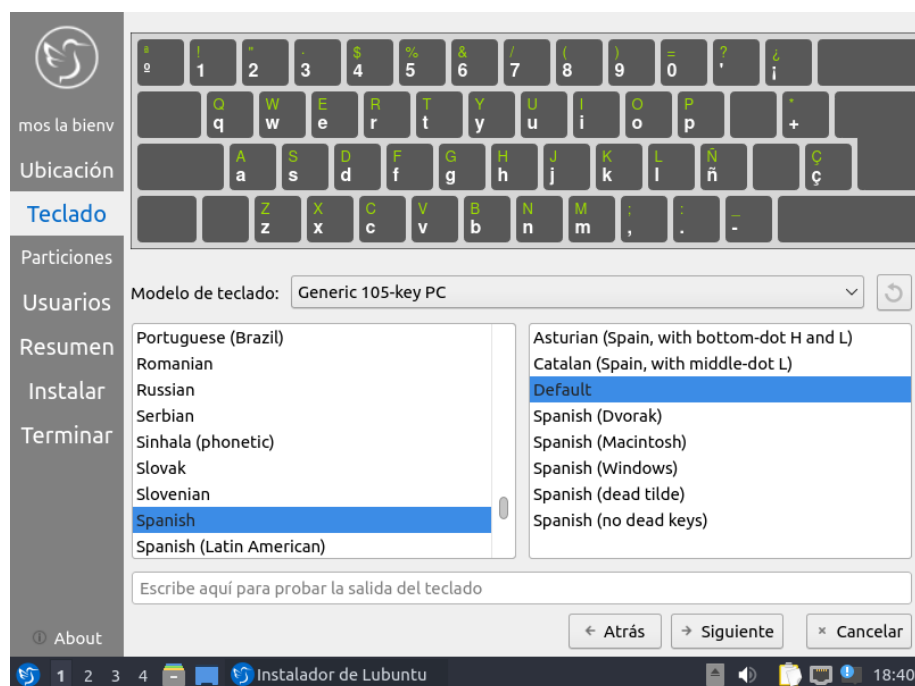 ª ! " · $ % & / ( ) = ? ¿
º 1 2 3 4 5 6 7 8 9 0 ' ¡
Q W E R T Y U I O P *
q w e r t y u i o p +
A S D F G H J K L Ñ Ç
a s d f g h j k l ñ ç
Z X C V B N M ; : _
z x c v b n m , . -
mos la bienv
Ubicación
Teclado
Particiones
Usuarios
Resumen
Instalar
Terminar
About
Modelo de teclado: Generic 105-key PC
Portuguese (Brazil)
Romanian
Russian
Serbian
Sinhala (phonetic)
Slovak
Slovenian
Spanish
Spanish (Latin American)
Asturian (Spain, with bottom-dot H and L)
Catalan (Spain, with middle-dot L)
Default
Spanish (Dvorak)
Spanish (Macintosh)
Spanish (Windows)
Spanish (dead tilde)
Spanish (no dead keys)
Escribe aquí para probar la salida del teclado
Atrás Siguiente Cancelar
1 2 3 4 Instalador de Lubuntu 18:40